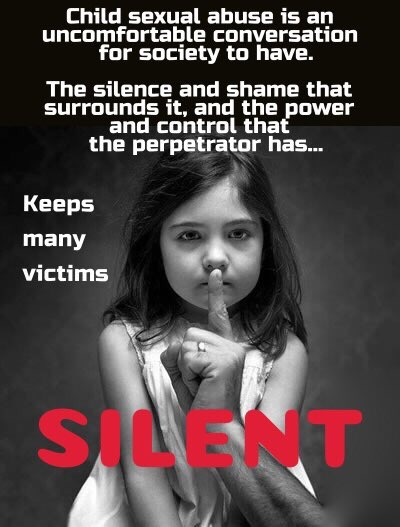 Child sexual abuse is an
uncomfortable conversation
for society to have.
The silence and shame that
surrounds it, and the power
and control that
the perpetrator has...
Keeps
many
victims
SILENT